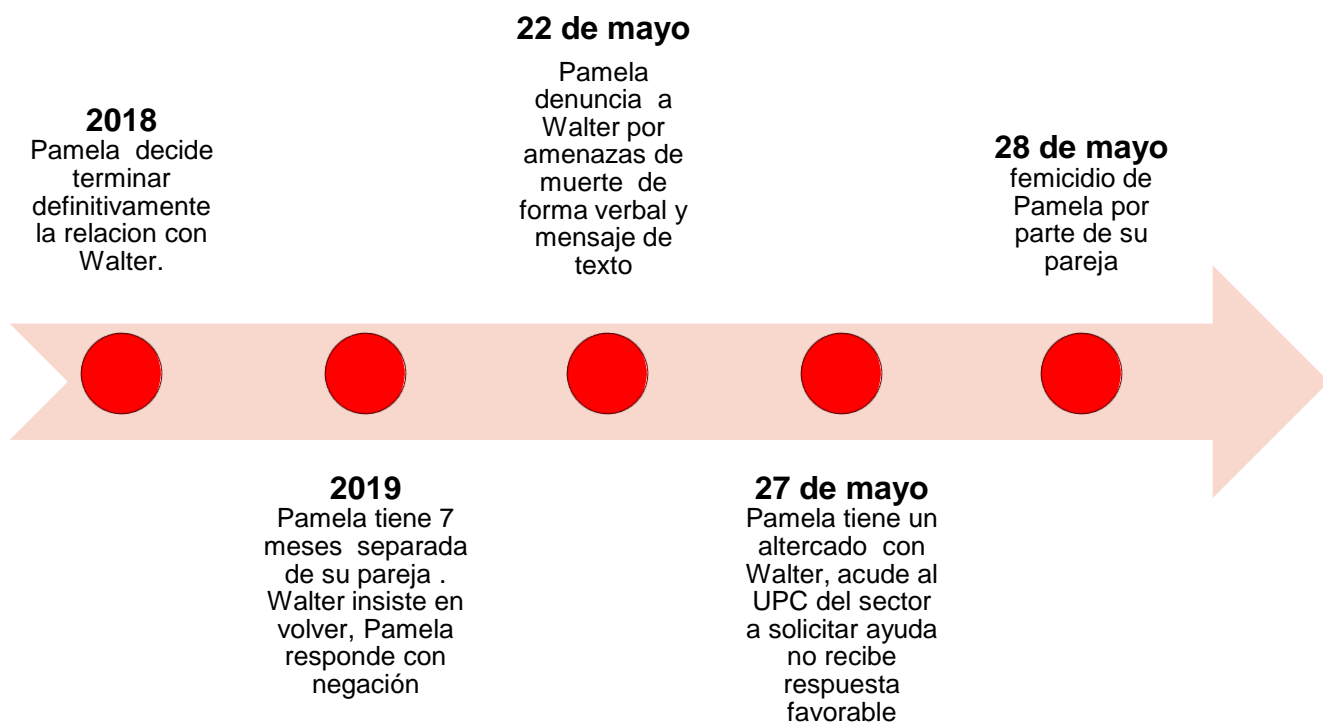 2018
Pamela decide
terminar
definitivamente
la relacion con
Walter.
2019
Pamela tiene 7
meses separada
de su pareja .
Walter insiste en
volver, Pamela
responde con
negación
22 de mayo
Pamela
denuncia a
Walter por
amenazas de
muerte de
forma verbal y
mensaje de
texto
27 de mayo
Pamela tiene un
altercado con
Walter, acude al
UPC del sector
a solicitar ayuda
no recibe
respuesta
favorable
28 de mayo
femicidio de
Pamela por
parte de su
pareja